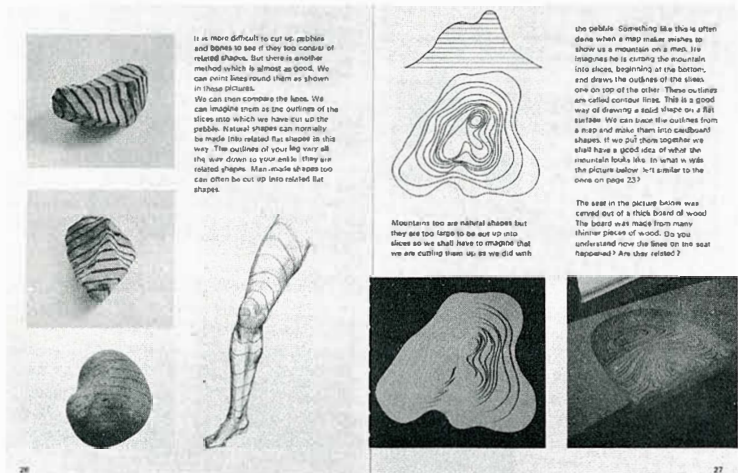 It is more difficult to cut up pebbles
and bones to see if they too consist of
related shapes. But there is another
method which is almost as good. We
can paint lines round them as shown
in these pictures.
We can then compare the lines. We
can imagine them as the outlines of the
slices into which we have cut up the
pebble. Natural shapes can normally
be made into related flat shapes in this
way. The outlines of your leg vary all
the way down to your ankle they are
related shapes. Man-made shapes too
can often be cut up into related flat
shapes.
26
Mountains too are natural shapes but
they are too large to be cut up into
slices so we shall have to imagine that
we are cutting them up, as we did with
the pebble. Something like this is often
done when a map maker wishes to
show us a mountain on a map. He
imagines he is cutting the mountain
into slices, beginning at the bottom,
and draws the outlines of the slices
one on top of the other. These outlines
are called contour lines. This is a good
way of drawing a solid shape on a flat
surface. We can trace the outlines from
a map and make them into cardboard
shapes. If we put them together we
shall have a good idea of what the
mountain looks like. In what
the picture below left similar to the
ones on page 23?
The seat in the picture below was
carved out of a thick board of wood
The board was made from many
thinner pieces of wood. Do you
understand how the lines on the seat
happened? Are they related?
27